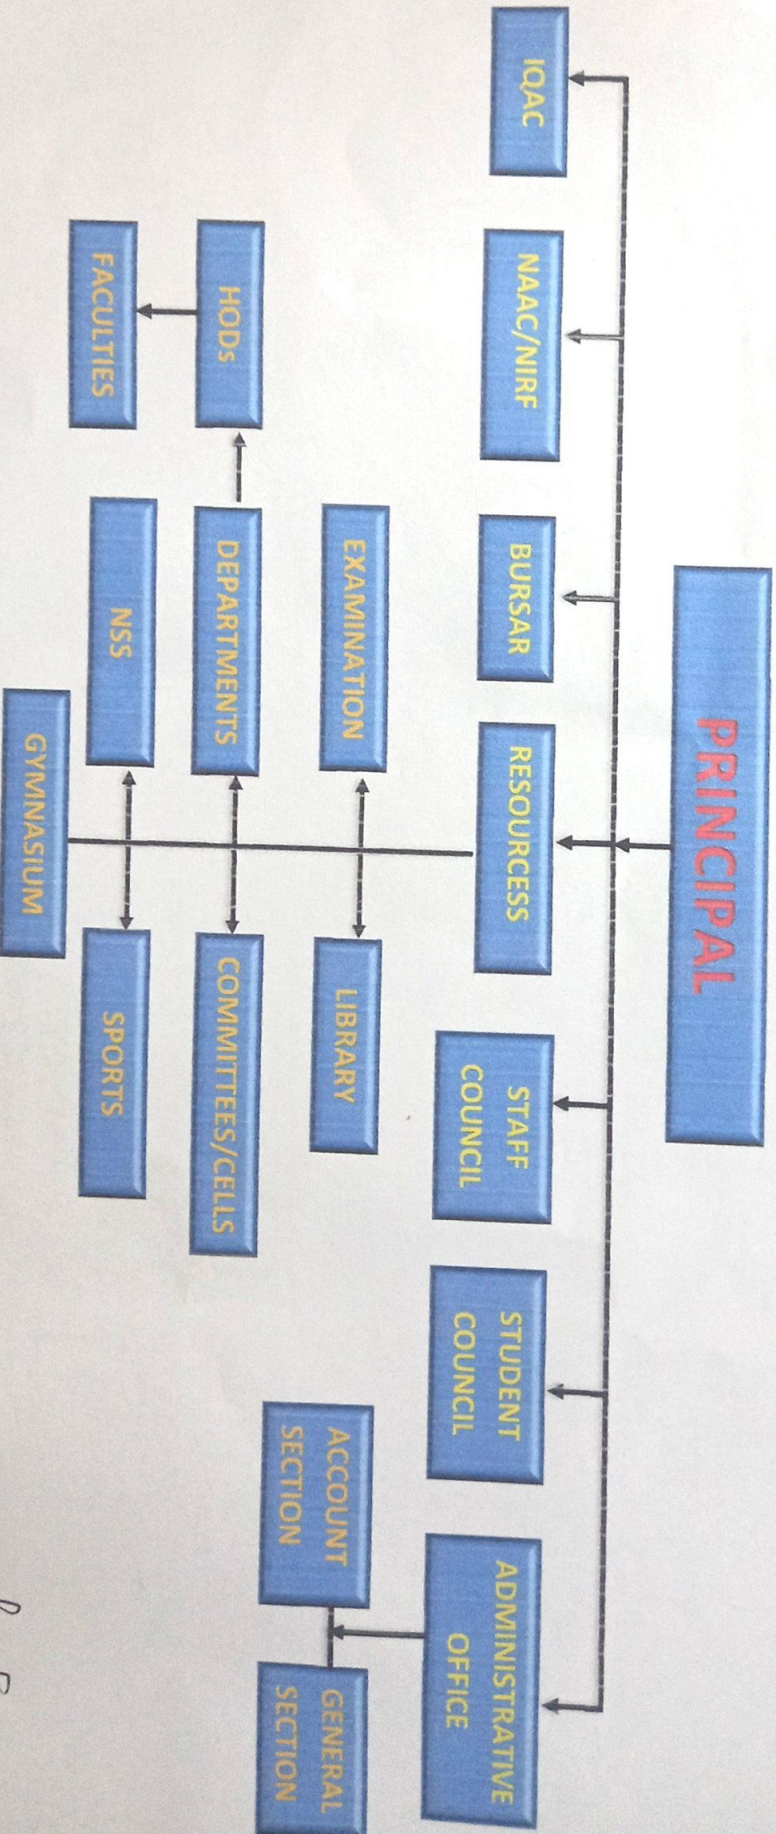 PRINCIPAL
IQAC
NAAC/NIRF
BURSAR
RESOURCESS
STAFF
COUNCIL
STUDENT
COUNCIL
ADMINISTRATIVE
OFFICE
EXAMINATION
LIBRARY
ACCOUNT
SECTION
GENERAL
SECTION
HODs
DEPARTMENTS
COMMITTEES/CELLS
FACULTIES
NSS
SPORTS
GYMNASIUM